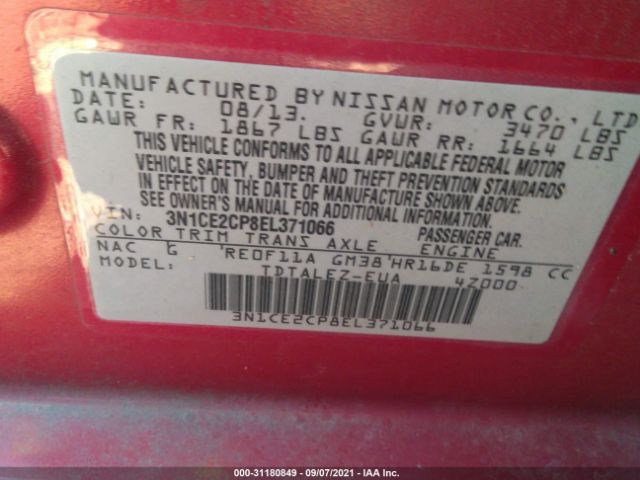 MANUFACTURED BY NISSAN MOTOR CO., LTD
DATE: 08/13. GVWR: 3470 LBS
GAWR FR: 1867 LBS GAWR RR: 1664 LBS
THIS VEHICLE CONFORMS TO ALL APPLICABLE FEDERAL MOTOR
VEHICLE SAFETY, BUMPER AND THEFT PREVENTION STANDARDS
IN EFFECT ON THE DATE OF MANUFACTURE SHOWN ABOVE.
SEE OWNER'S MANUAL FOR ADDITIONAL INFORMATION.
VIN: 3N1CE2CP8EL371066 PASSENGER CAR.
COLOR TRIM TRANS AXLE ENGINE
NAC G RE0F11A GM38 HR16DE 1598 CC
MODEL: TDTALEZ-EUA 4Z000
3N1CE2CP8EL371066
000-31180849 - 09/07/2021 - IAA Inc.